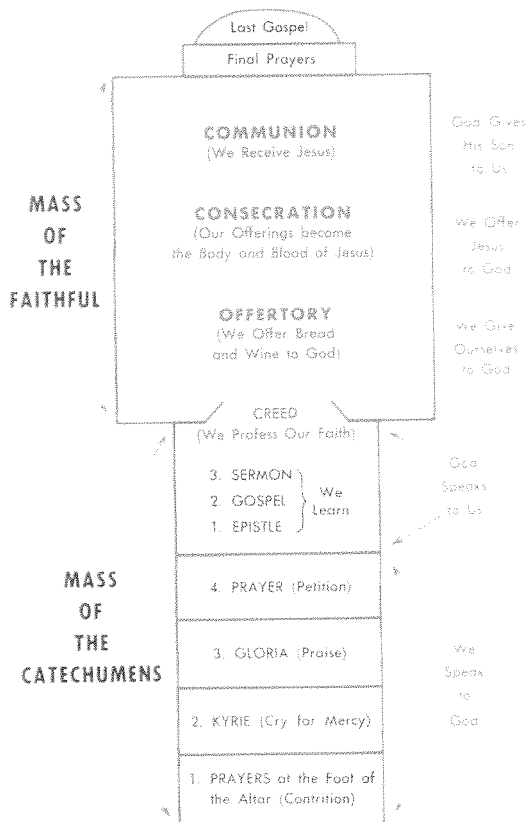 Last Gospel
Final Prayers
MASS
OF
THE
FAITHFUL
COMMUNION
(We Receive Jesus)
God Gives
His Son
to Us
CONSECRATION
(Our Offerings become
the Body and Blood of Jesus)
We Offer
Jesus
to God
OFFERTORY
(We Offer Bread
and Wine to God)
We Give
Ourselves
to God
CREED
(We Profess Our Faith)
3. SERMON
2. GOSPEL
1. EPISTLE
We
Learn
God
Speaks
to Us
MASS
OF
THE
CATECHUMENS
4. PRAYER (Petition)
3. GLORIA (Praise)
2. KYRIE (Cry for Mercy)
1. PRAYERS at the Foot of
the Altar (Contrition)
We
Speak
to
God